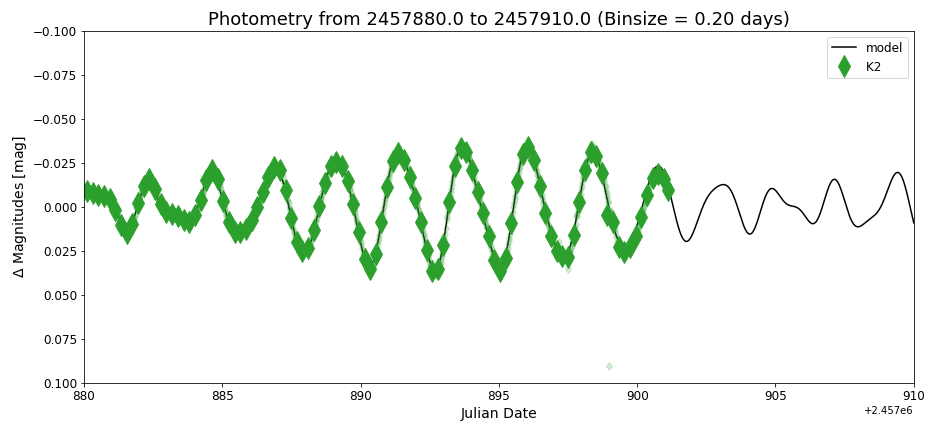 Photometry from 2457880.0 to 2457910.0 (Binsize = 0.20 days)
−0.100
−0.075
−0.050
−0.025
0.000
0.025
0.050
0.075
0.100
Δ Magnitudes [mag]
model
K2
880
885
890
895
900
905
910
+2.457e6
Julian Date